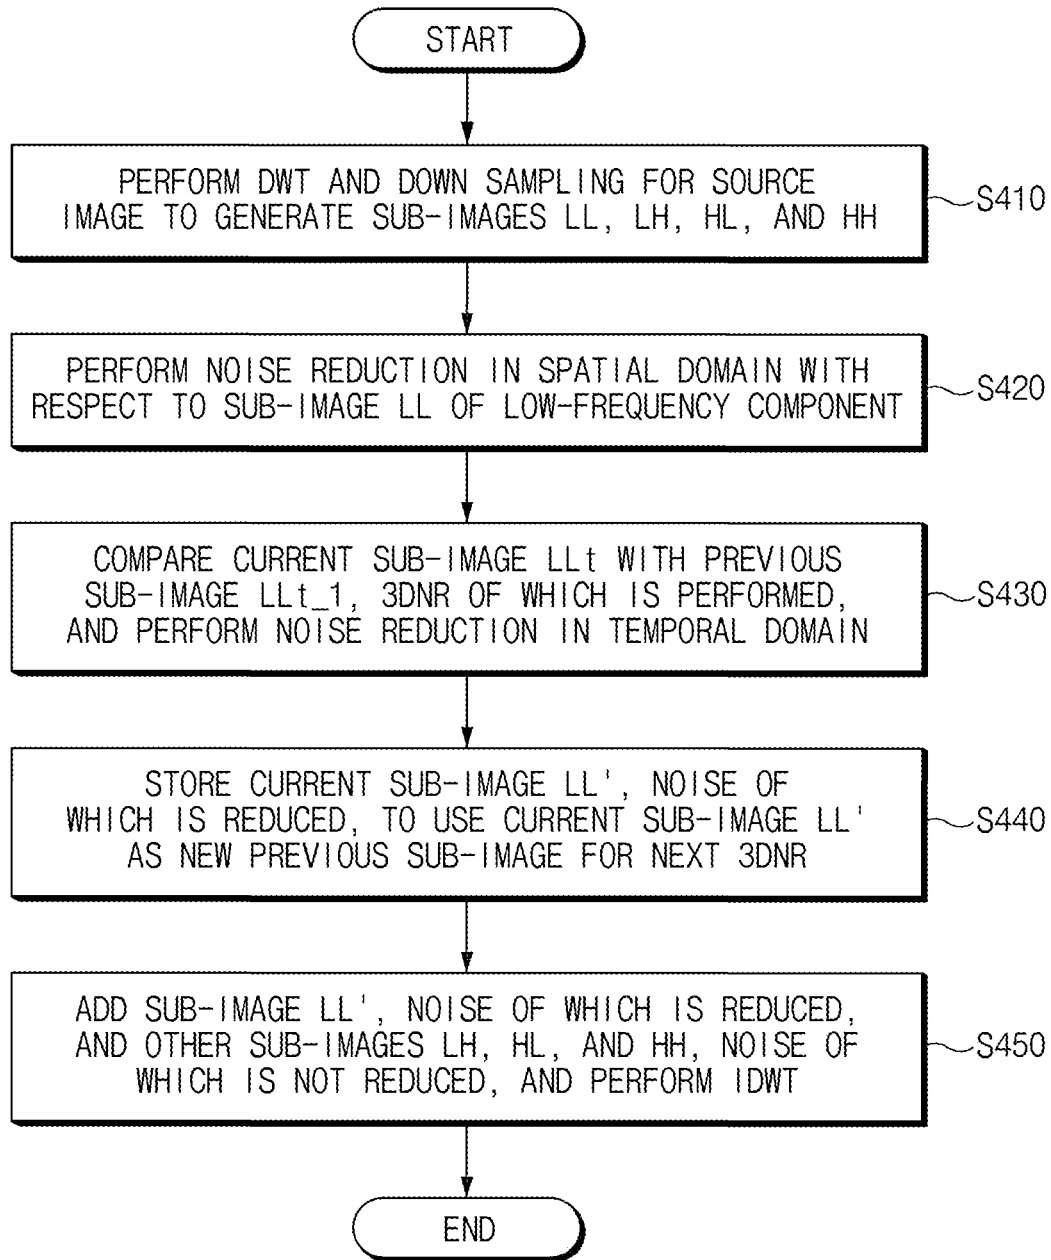 START
PERFORM DWT AND DOWN SAMPLING FOR SOURCE
IMAGE TO GENERATE SUB-IMAGES LL, LH, HL, AND HH
S410
PERFORM NOISE REDUCTION IN SPATIAL DOMAIN WITH
RESPECT TO SUB-IMAGE LL OF LOW-FREQUENCY COMPONENT
S420
COMPARE CURRENT SUB-IMAGE LLt WITH PREVIOUS
SUB-IMAGE LLt_1, 3DNR OF WHICH IS PERFORMED,
AND PERFORM NOISE REDUCTION IN TEMPORAL DOMAIN
S430
STORE CURRENT SUB-IMAGE LL', NOISE OF
WHICH IS REDUCED, TO USE CURRENT SUB-IMAGE LL'
AS NEW PREVIOUS SUB-IMAGE FOR NEXT 3DNR
S440
ADD SUB-IMAGE LL', NOISE OF WHICH IS REDUCED,
AND OTHER SUB-IMAGES LH, HL, AND HH, NOISE OF
WHICH IS NOT REDUCED, AND PERFORM IDWT
S450
END